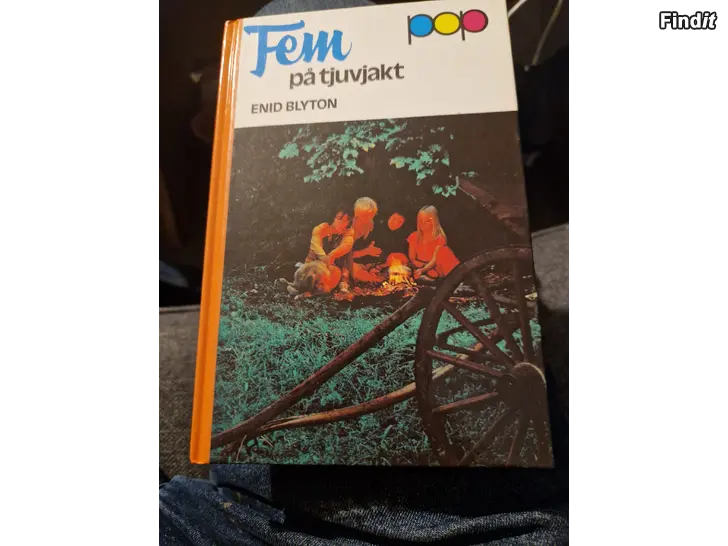 Findit
Fem
pop
på tjuvjakt
ENID BLYTON